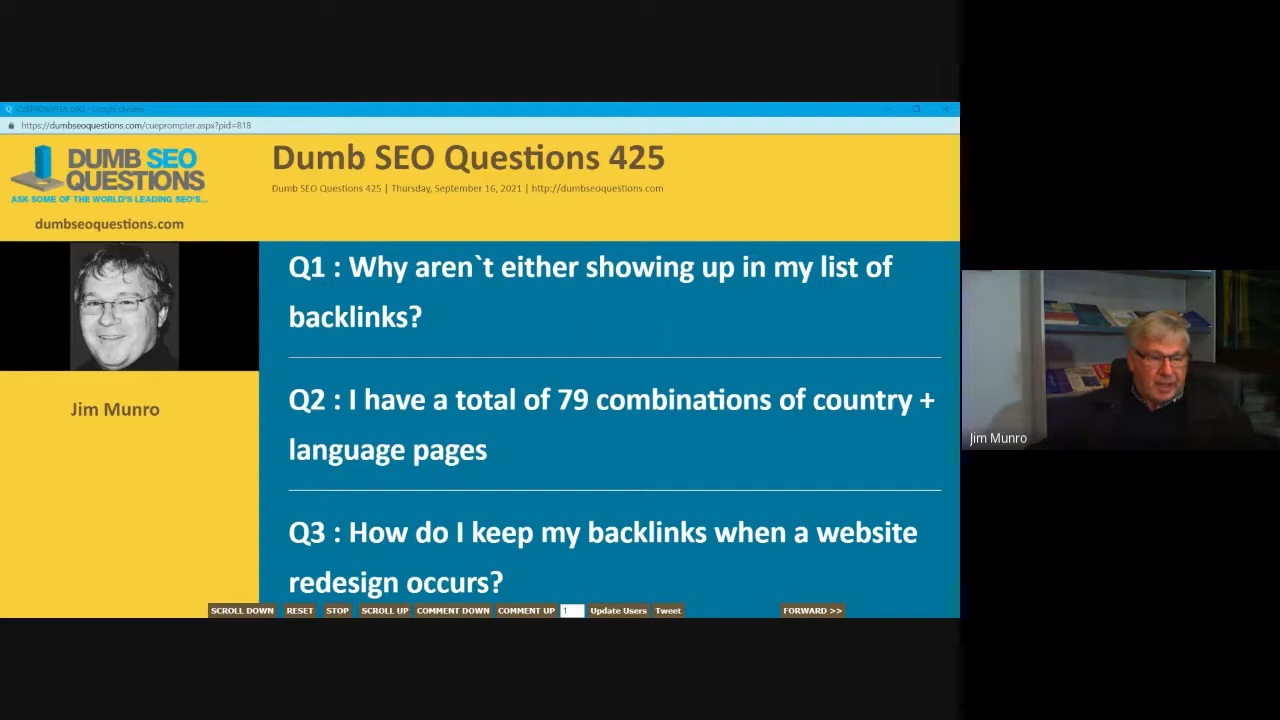 CUEPROMPTER DSQ - Google Chrome
https://dumbseoquestions.com/cueprompter.aspx?pid=818
DUMB SEO
QUESTIONS
ASK SOME OF THE WORLD'S LEADING SEO'S...
dumbseoquestions.com
Dumb SEO Questions 425
Dumb SEO Questions 425 | Thursday, September 16, 2021 | http://dumbseoquestions.com
Jim Munro
Q1 : Why aren`t either showing up in my list of
backlinks?
Q2 : I have a total of 79 combinations of country +
language pages
Q3 : How do I keep my backlinks when a website
redesign occurs?
SCROLL DOWN RESET STOP SCROLL UP COMMENT DOWN COMMENT UP 1 Update Users Tweet FORWARD >>
Jim Munro